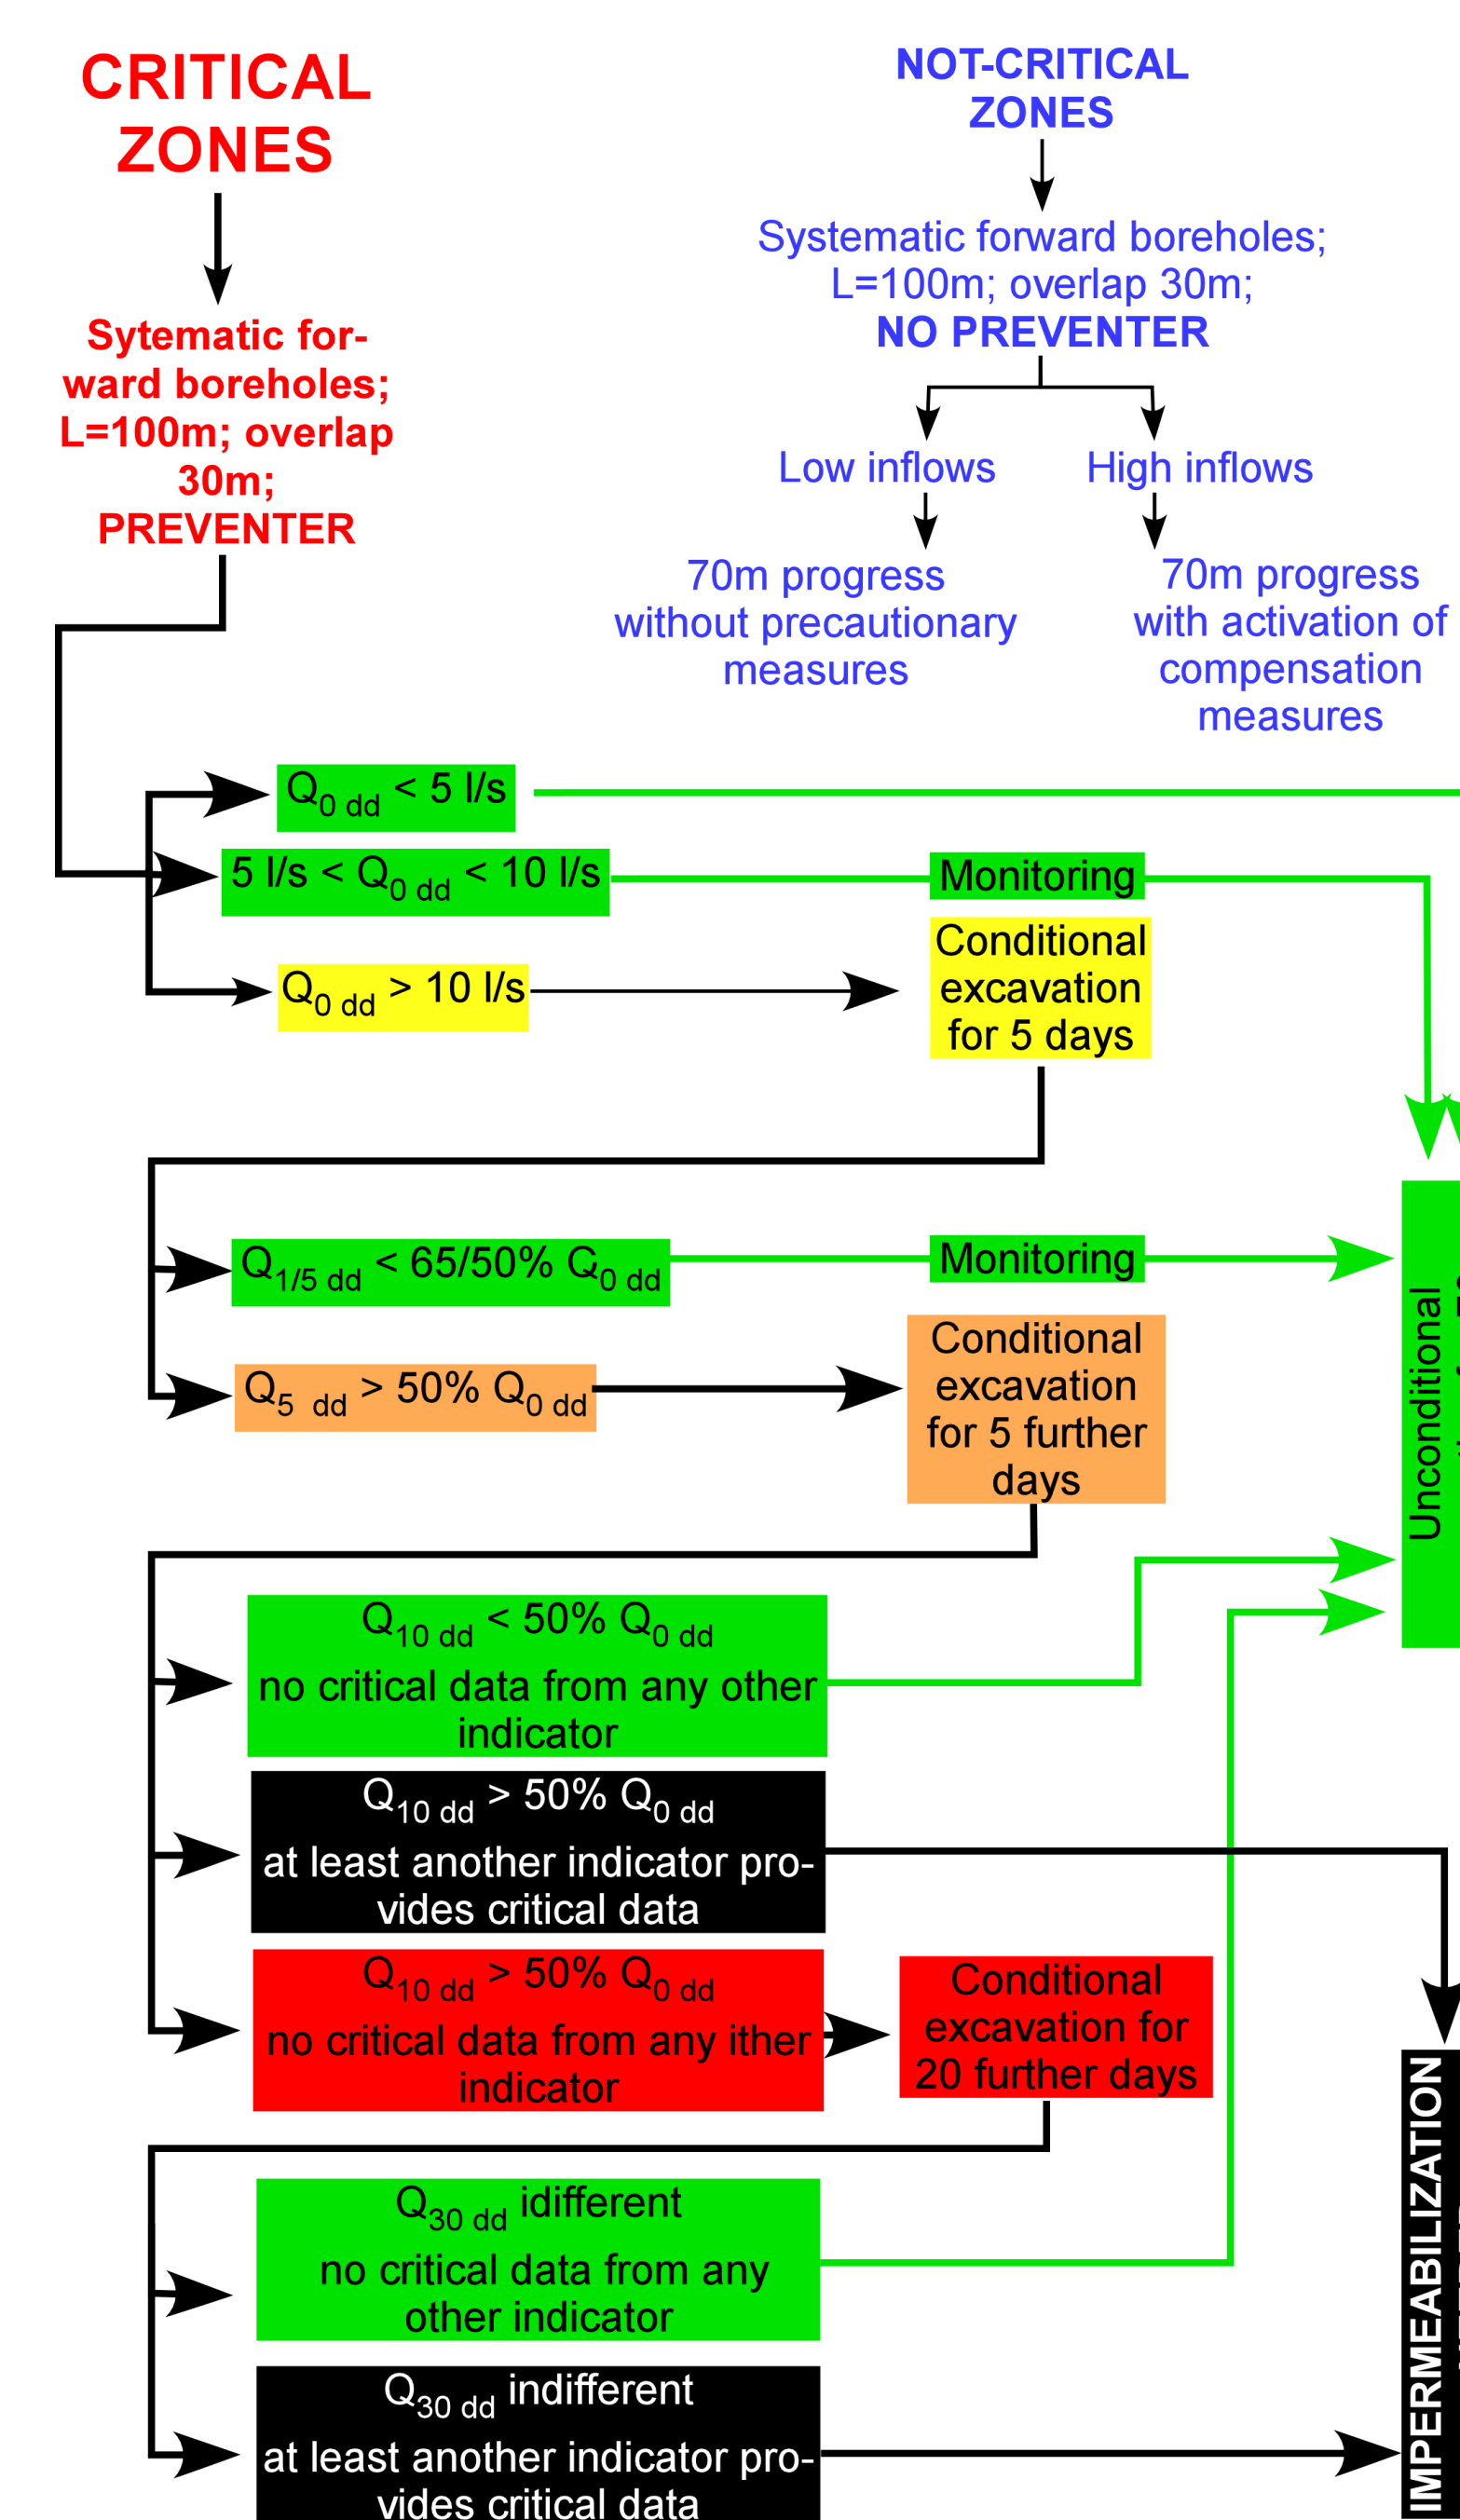 CRITICAL
ZONES
NOT-CRITICAL
ZONES
Systematic forward boreholes;
L=100m; overlap 30m;
NO PREVENTER
Sytematic for-
ward boreholes;
L=100m; overlap
30m;
PREVENTER
Low inflows
High inflows
70m progress
without precautionary
measures
70m progress
with activation of
compensation
measures
Q0 dd < 5 l/s
5 l/s < Q0 dd < 10 l/s
Monitoring
Q0 dd > 10 l/s
Conditional
excavation
for 5 days
Q1/5 dd < 65/50% Q0 dd
Monitoring
Q5 dd > 50% Q0 dd
Conditional
excavation
for 5 further
days
Unconditional
Q10 dd < 50% Q0 dd
no critical data from any other
indicator
Q10 dd > 50% Q0 dd
at least another indicator pro-
vides critical data
Q10 dd > 50% Q0 dd
no critical data from any ither
indicator
Conditional
excavation for
20 further days
Q30 dd idifferent
no critical data from any
other indicator
Q30 dd indifferent
at least another indicator pro-
vides critical data
IMPERMEABILIZATION